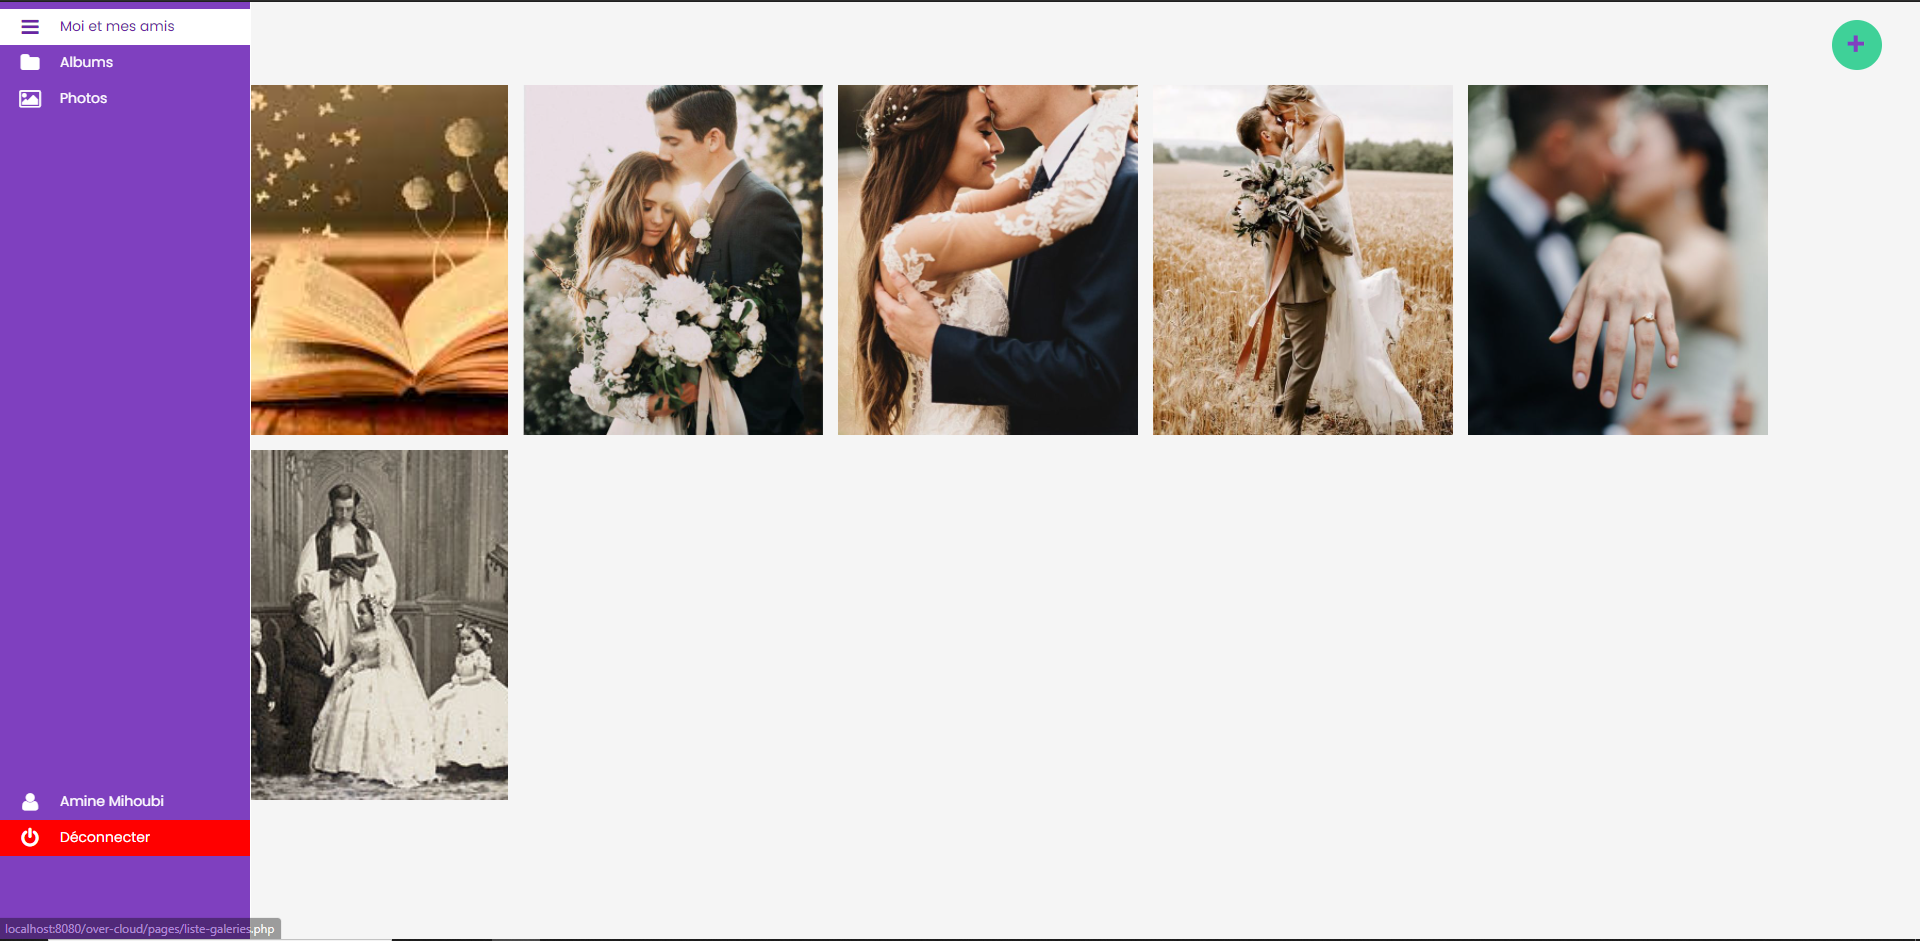 Moi et mes amis
Albums
Photos
Amine Mihoubi
Déconnecter
localhost:8080/over-cloud/pages/liste-galeries.php